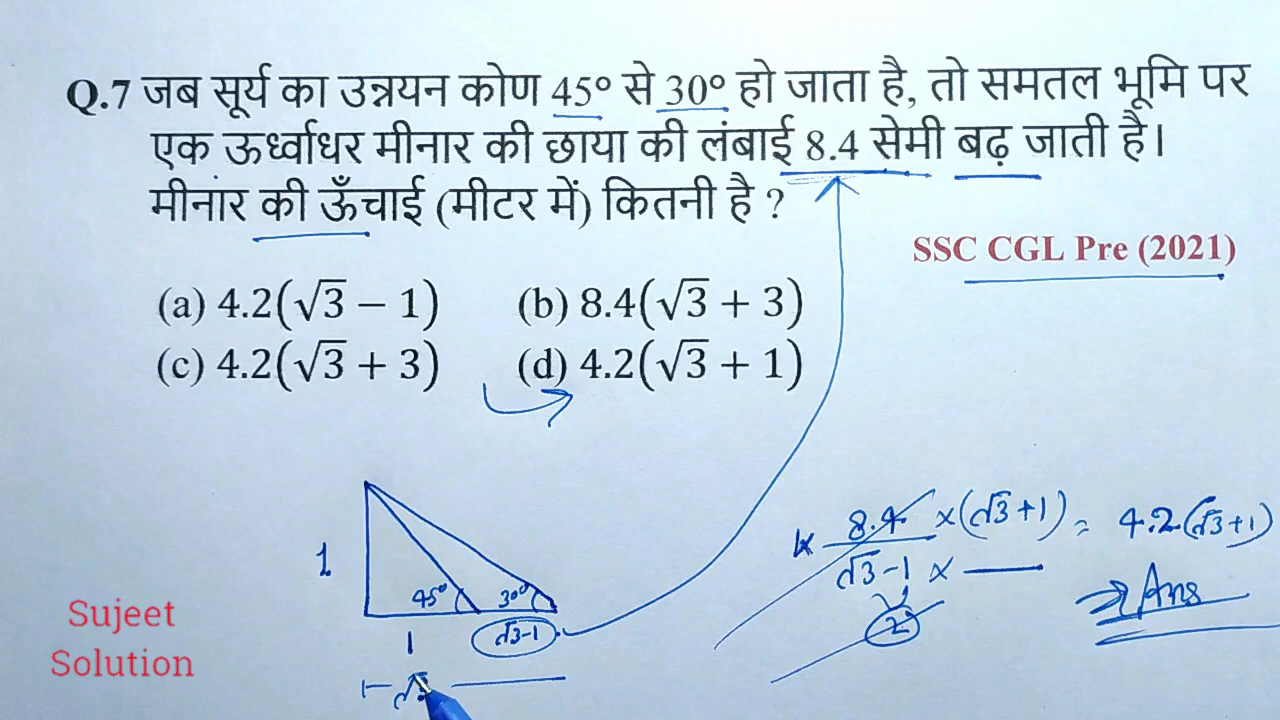 Q.7 जब सूर्य का उन्नयन कोण 45° से 30° हो जाता है, तो समतल भूमि पर
एक ऊर्ध्वाधर मीनार की छाया की लंबाई 8.4 सेमी बढ़ जाती है।
मीनार की ऊँचाई (मीटर में) कितनी है ?
SSC CGL Pre (2021)
(a) 4.2(√3 − 1) (b) 8.4(√3 + 3)
(c) 4.2(√3 + 3) (d) 4.2(√3 + 1)
8.4 ×(√3+1) = 4.2(√3+1)
√3-1 ×
2
Ans
1
45° 30°
1 √3-1
Sujeet
Solution